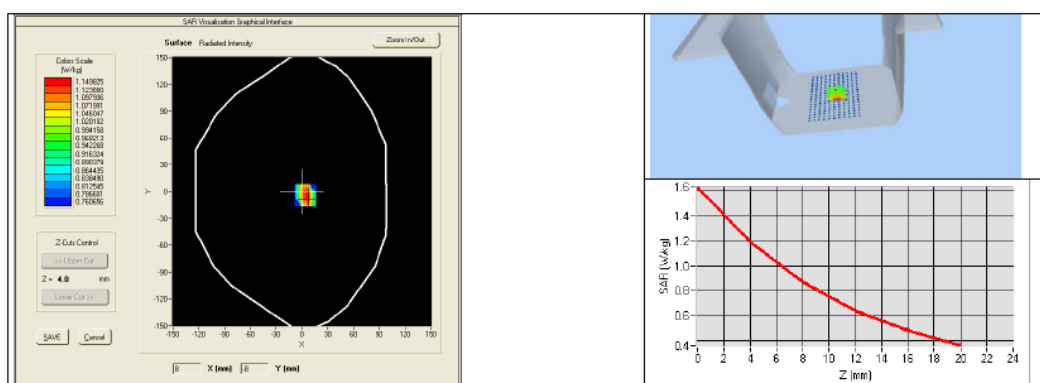 SAR Visualisation Graphical Interface
Surface Radiated Intensity
Zoom In/Out
Colors Scale
(W/kg)
1.149825
1.123880
1.097936
1.071991
1.046047
1.020102
0.994158
0.968213
0.942268
0.916324
0.890379
0.864435
0.838490
0.812545
0.786601
0.760656
Z-Cuts Control
<< Upper Cut
Z = 4.0 mm
Lower Cut >>
SAVE Cancel
150
120
90
60
30
0
-30
-60
-90
-120
-150
Y
-150 -120 -90 -60 -30 0 30 60 90 120 150
X
8 X (mm) -8 Y (mm)
1.6
1.4
1.2
1.0
0.8
0.6
0.4
SAR (W/kg)
0 2 4 6 8 10 12 14 16 18 20 22 24
Z (mm)